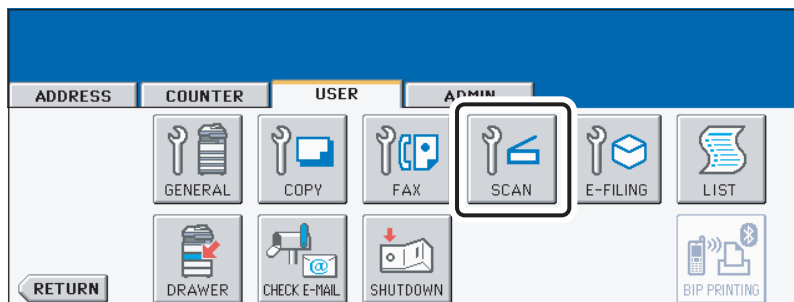 ADDRESS COUNTER USER ADMIN
GENERAL COPY FAX SCAN E-FILING LIST
@
RETURN DRAWER CHECK E-MAIL SHUTDOWN BIP PRINTING